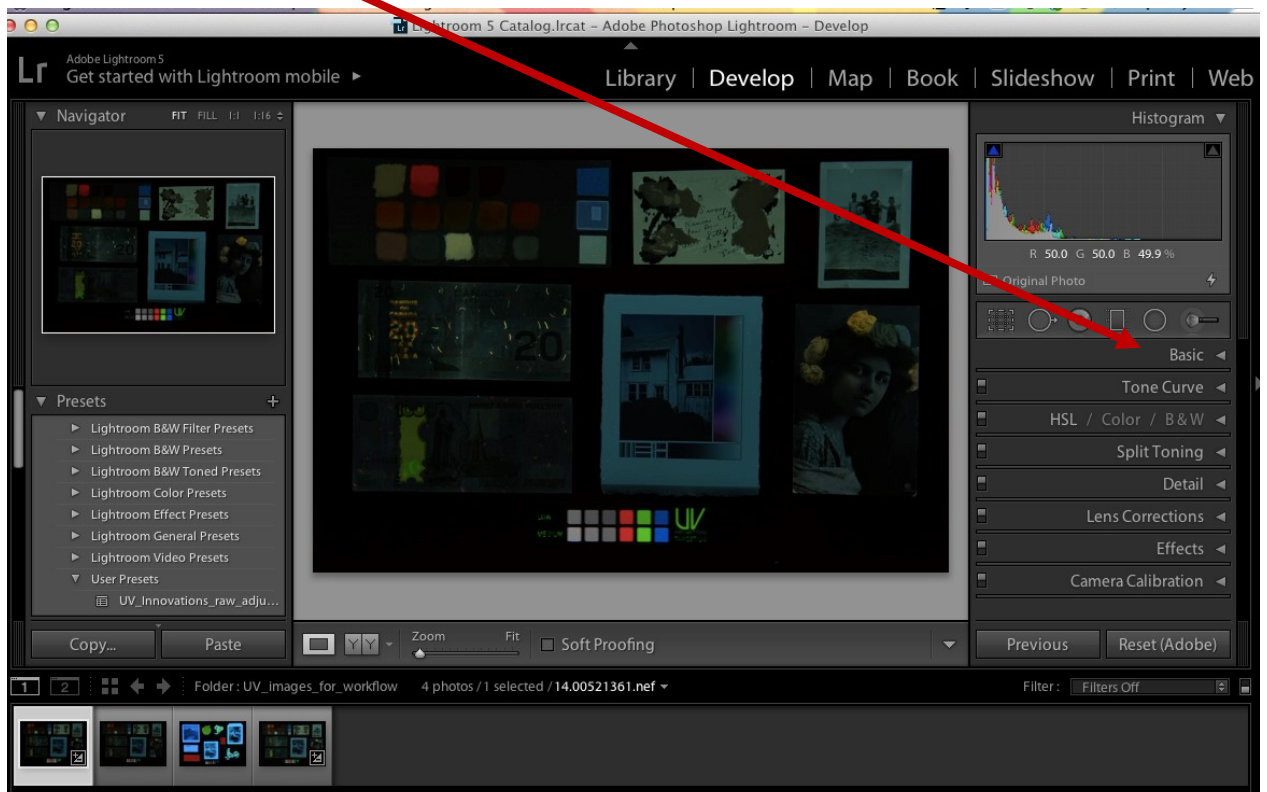 Lightroom 5 Catalog.lrcat – Adobe Photoshop Lightroom – Develop
Lr
Adobe Lightroom 5
Get started with Lightroom mobile ▶
Library | Develop | Map | Book | Slideshow | Print | Web
Navigator FIT FILL 1:1 1:16
Presets +
Lightroom B&W Filter Presets
Lightroom B&W Presets
Lightroom B&W Toned Presets
Lightroom Color Presets
Lightroom Effect Presets
Lightroom General Presets
Lightroom Video Presets
User Presets
UV_Innovations_raw_adju...
Copy... Paste
20
20
20
UV
Y Y Zoom Fit Soft Proofing
Histogram
R 50.0 G 50.0 B 49.9 %
Original Photo
Basic
Tone Curve
HSL / Color / B & W
Split Toning
Detail
Lens Corrections
Effects
Camera Calibration
Previous Reset (Adobe)
1 2 Folder : UV_images_for_workflow 4 photos / 1 selected / 14.00521361.nef
Filter : Filters Off